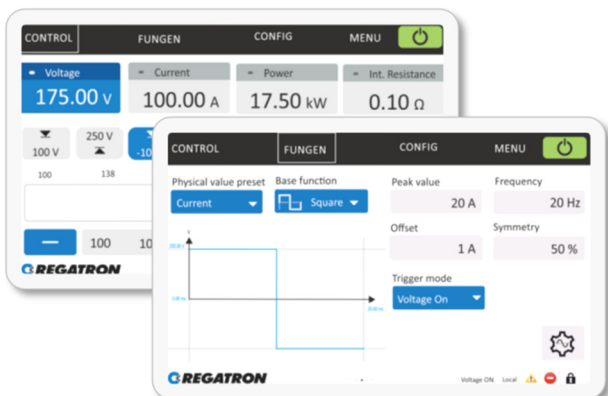 CONTROL FUNGEN CONFIG MENU
Voltage Current Power Int. Resistance
175.00 V 100.00 A 17.50 kW 0.10 Ω
100 V 250 V -10
100 138
100 10
REGATRON
CONTROL FUNGEN CONFIG MENU
Physical value preset Base function Peak value Frequency
Current Square 20 A 20 Hz
Offset Symmetry
1 A 50 %
Trigger mode
Voltage On
REGATRON
Voltage ON Local